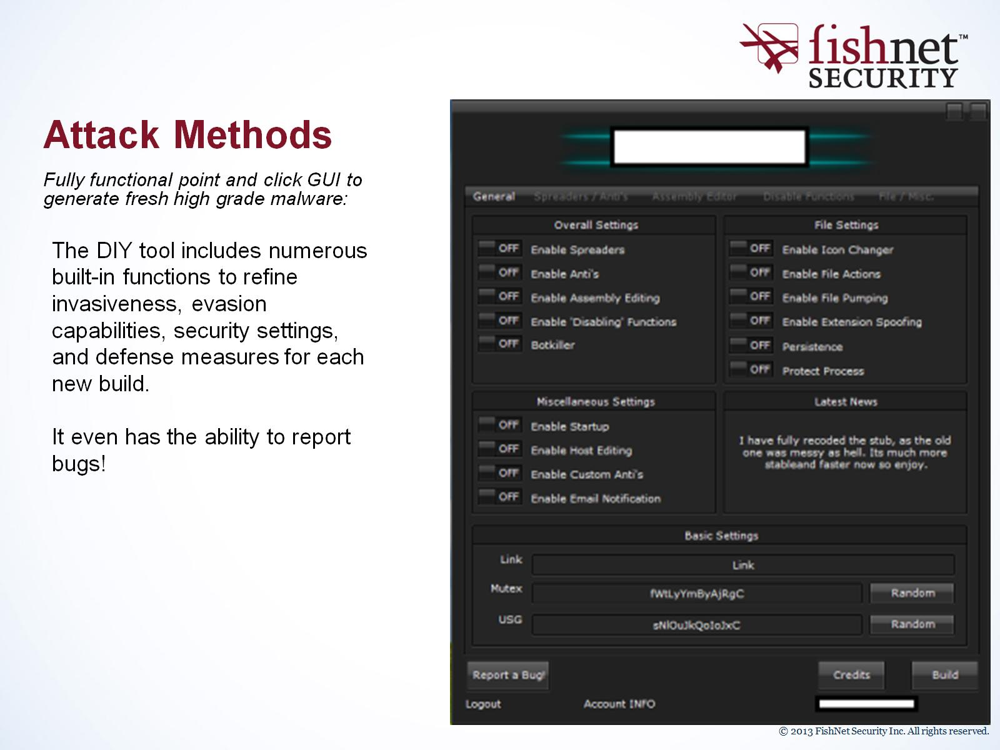 fishnet™
SECURITY
Attack Methods
Fully functional point and click GUI to
generate fresh high grade malware:
The DIY tool includes numerous
built-in functions to refine
invasiveness, evasion
capabilities, security settings,
and defense measures for each
new build.
It even has the ability to report
bugs!
General Spreaders / Anti's Assembly Editor Disable Functions File / Misc.
Overall Settings
OFF Enable Spreaders
OFF Enable Anti's
OFF Enable Assembly Editing
OFF Enable 'Disabling' Functions
OFF Botkiller
File Settings
OFF Enable Icon Changer
OFF Enable File Actions
OFF Enable File Pumping
OFF Enable Extension Spoofing
OFF Persistence
OFF Protect Process
Miscellaneous Settings
OFF Enable Startup
OFF Enable Host Editing
OFF Enable Custom Anti's
OFF Enable Email Notification
Latest News
I have fully recoded the stub, as the old
one was messy as hell. Its much more
stableand faster now so enjoy.
Basic Settings
Link Link
Mutex fWtLyYmByAjRgC Random
USG sNlOuJkQoIoJxC Random
Report a Bug! Credits Build
Logout Account INFO
© 2013 FishNet Security Inc. All rights reserved.